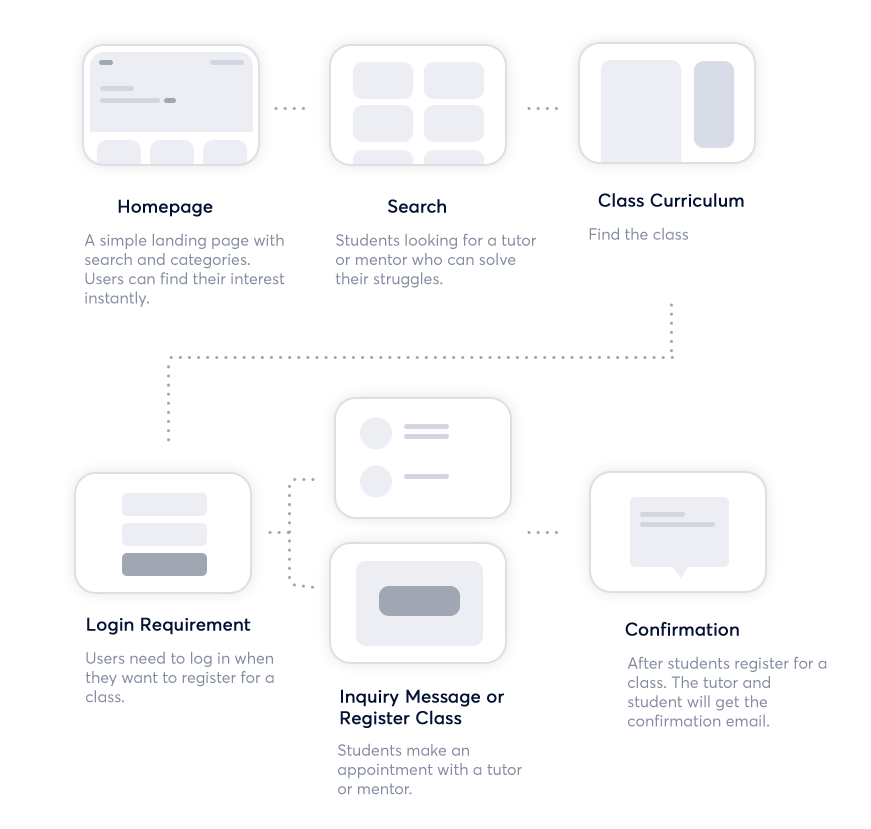 Homepage
A simple landing page with
search and categories.
Users can find their interest
instantly.
Search
Students looking for a tutor
or mentor who can solve
their struggles.
Class Curriculum
Find the class
Login Requirement
Users need to log in when
they want to register for a
class.
Inquiry Message or
Register Class
Students make an
appointment with a tutor
or mentor.
Confirmation
After students register for a
class. The tutor and
student will get the
confirmation email.